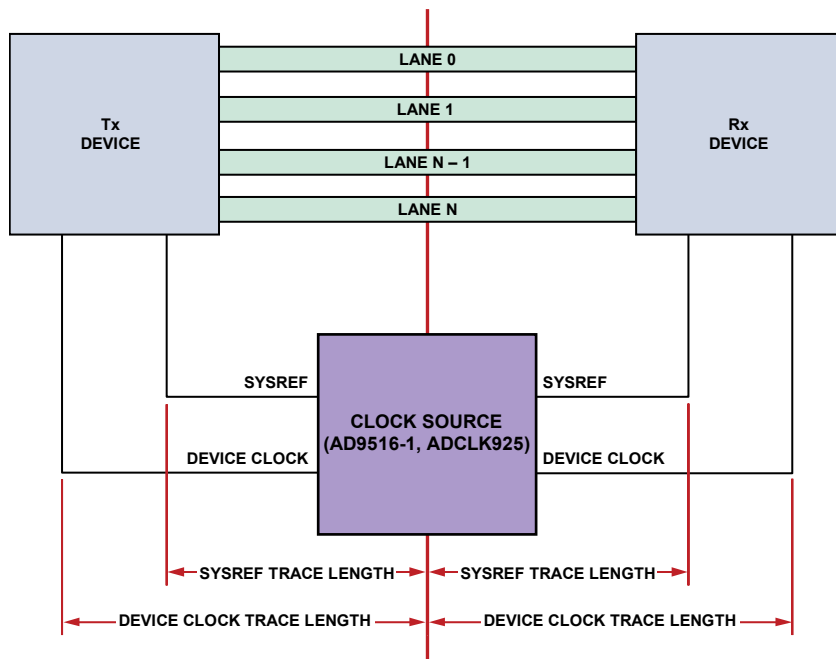 LANE 0
LANE 1
LANE N – 1
LANE N
Tx
DEVICE
Rx
DEVICE
SYSREF
SYSREF
CLOCK SOURCE
(AD9516-1, ADCLK925)
DEVICE CLOCK
DEVICE CLOCK
SYSREF TRACE LENGTH
SYSREF TRACE LENGTH
DEVICE CLOCK TRACE LENGTH
DEVICE CLOCK TRACE LENGTH